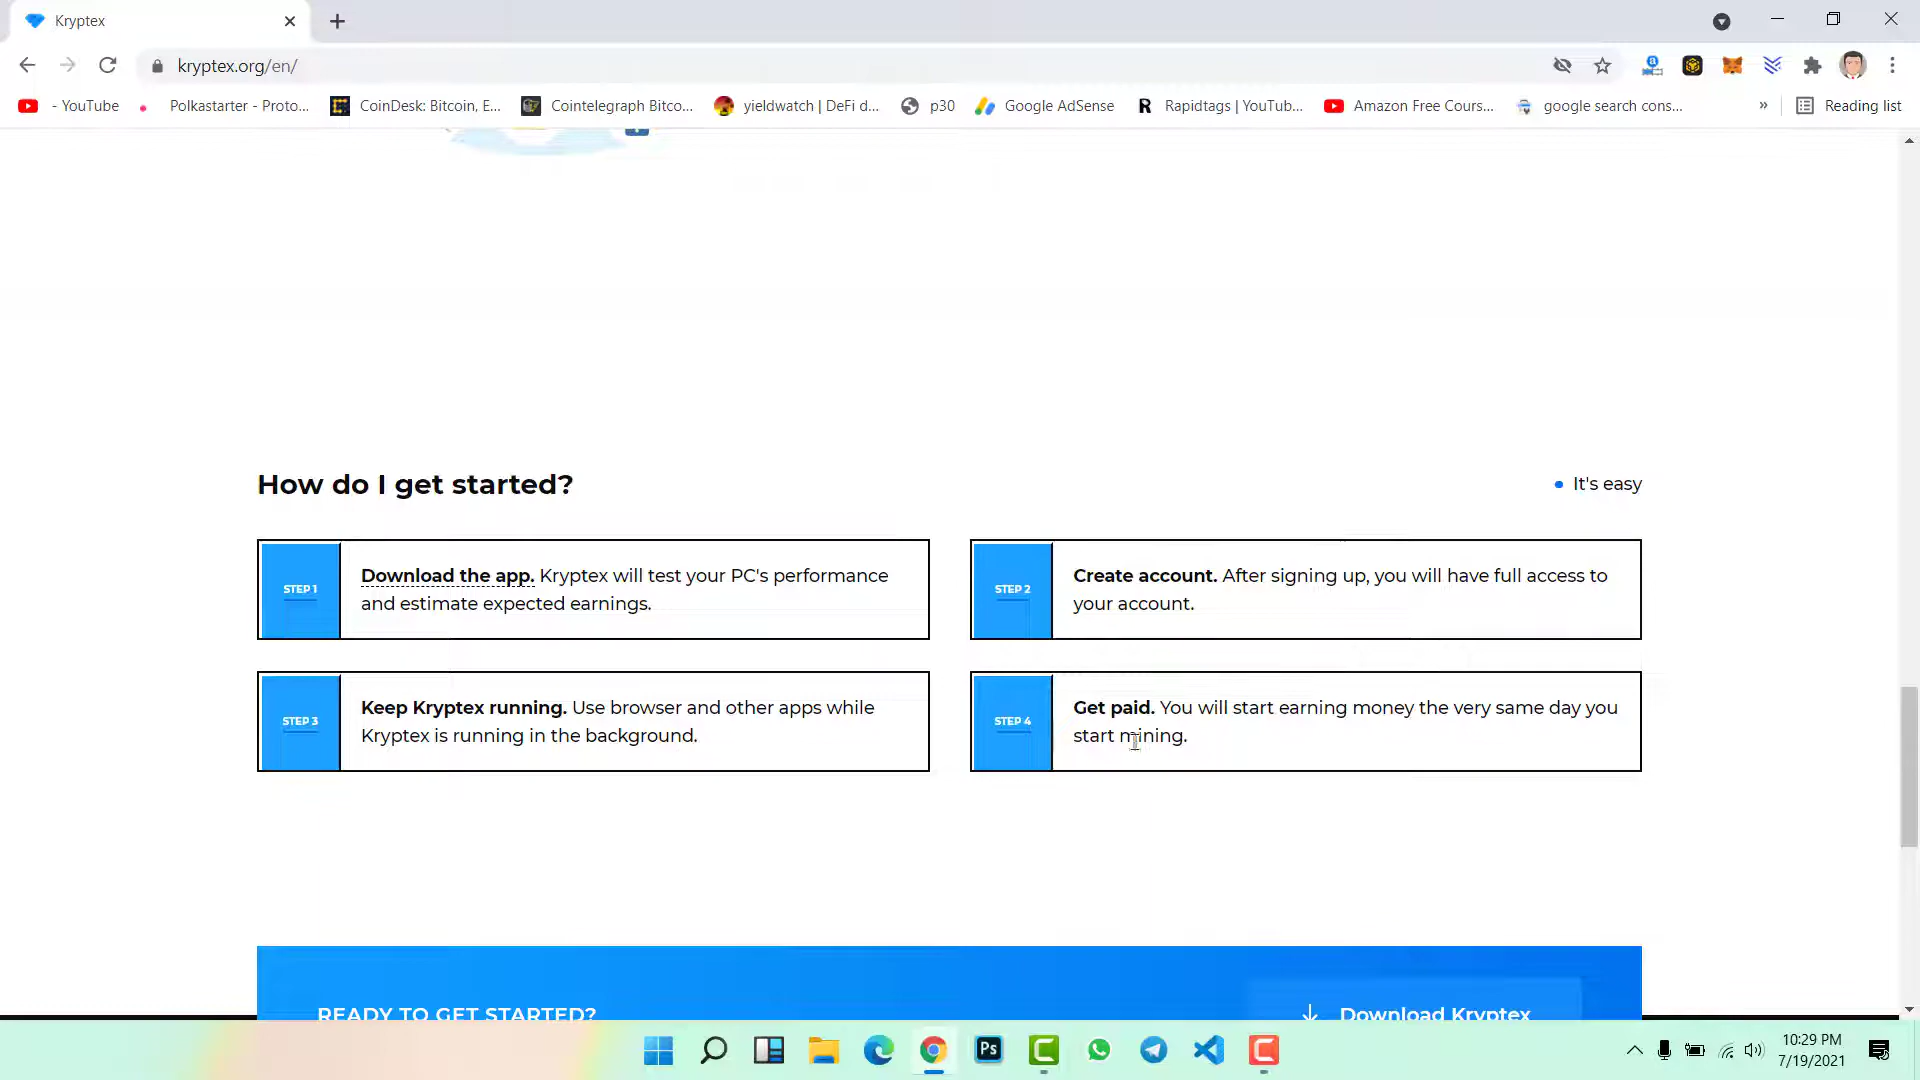 Kryptex
kryptex.org/en/
- YouTube
Polkastarter - Proto...
CoinDesk: Bitcoin, E...
Cointelegraph Bitco...
yieldwatch | DeFi d...
p30
Google AdSense
Rapidtags | YouTub...
Amazon Free Cours...
google search cons...
»
Reading list
How do I get started?
It's easy
STEP 1
Download the app. Kryptex will test your PC's performance
and estimate expected earnings.
STEP 2
Create account. After signing up, you will have full access to
your account.
STEP 3
Keep Kryptex running. Use browser and other apps while
Kryptex is running in the background.
STEP 4
Get paid. You will start earning money the very same day you
start mining.
READY TO GET STARTED?
Download Kryptex
Ps
10:29 PM
7/19/2021